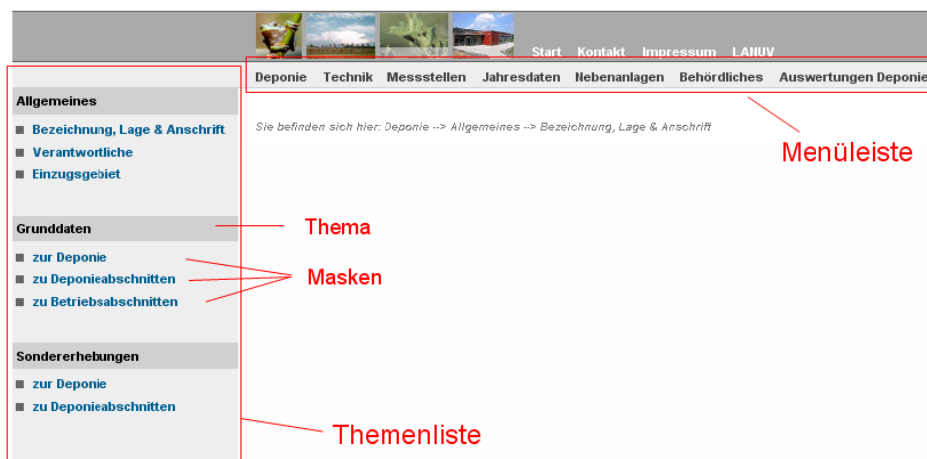 Start Kontakt Impressum LANUV
Deponie Technik Messstellen Jahresdaten Nebenanlagen Behördliches Auswertungen Deponie
Sie befinden sich hier: Deponie --> Allgemeines --> Bezeichnung, Lage & Anschrift
Menüleiste
Allgemeines
Bezeichnung, Lage & Anschrift
Verantwortliche
Einzugsgebiet
Grunddaten
Thema
zur Deponie
zu Deponieabschnitten
zu Betriebsabschnitten
Masken
Sondererhebungen
zur Deponie
zu Deponieabschnitten
Themenliste